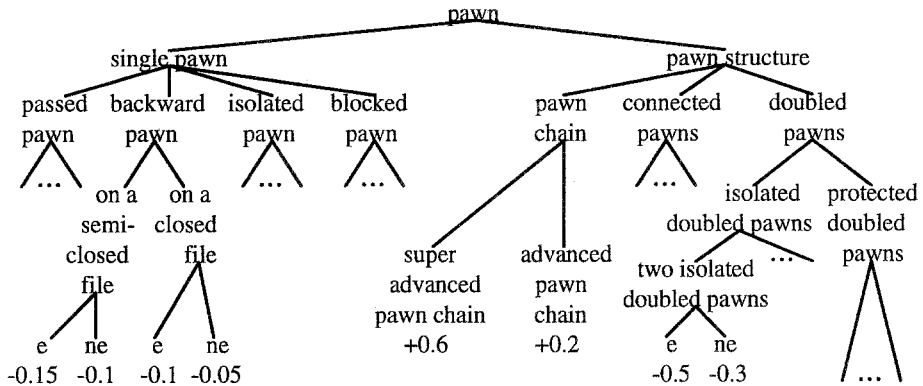 pawn
single pawn pawn structure
passed backward isolated blocked pawn connected doubled
pawn pawn pawn pawn chain pawns pawns
... on a on a ... ... ... isolated protected
semi- closed doubled pawns doubled
closed file super advanced two isolated ... pawns
file advanced pawn doubled pawns
pawn chain chain
e ne e ne +0.6 +0.2 e ne
-0.15 -0.1 -0.1 -0.05 -0.5 -0.3 ...